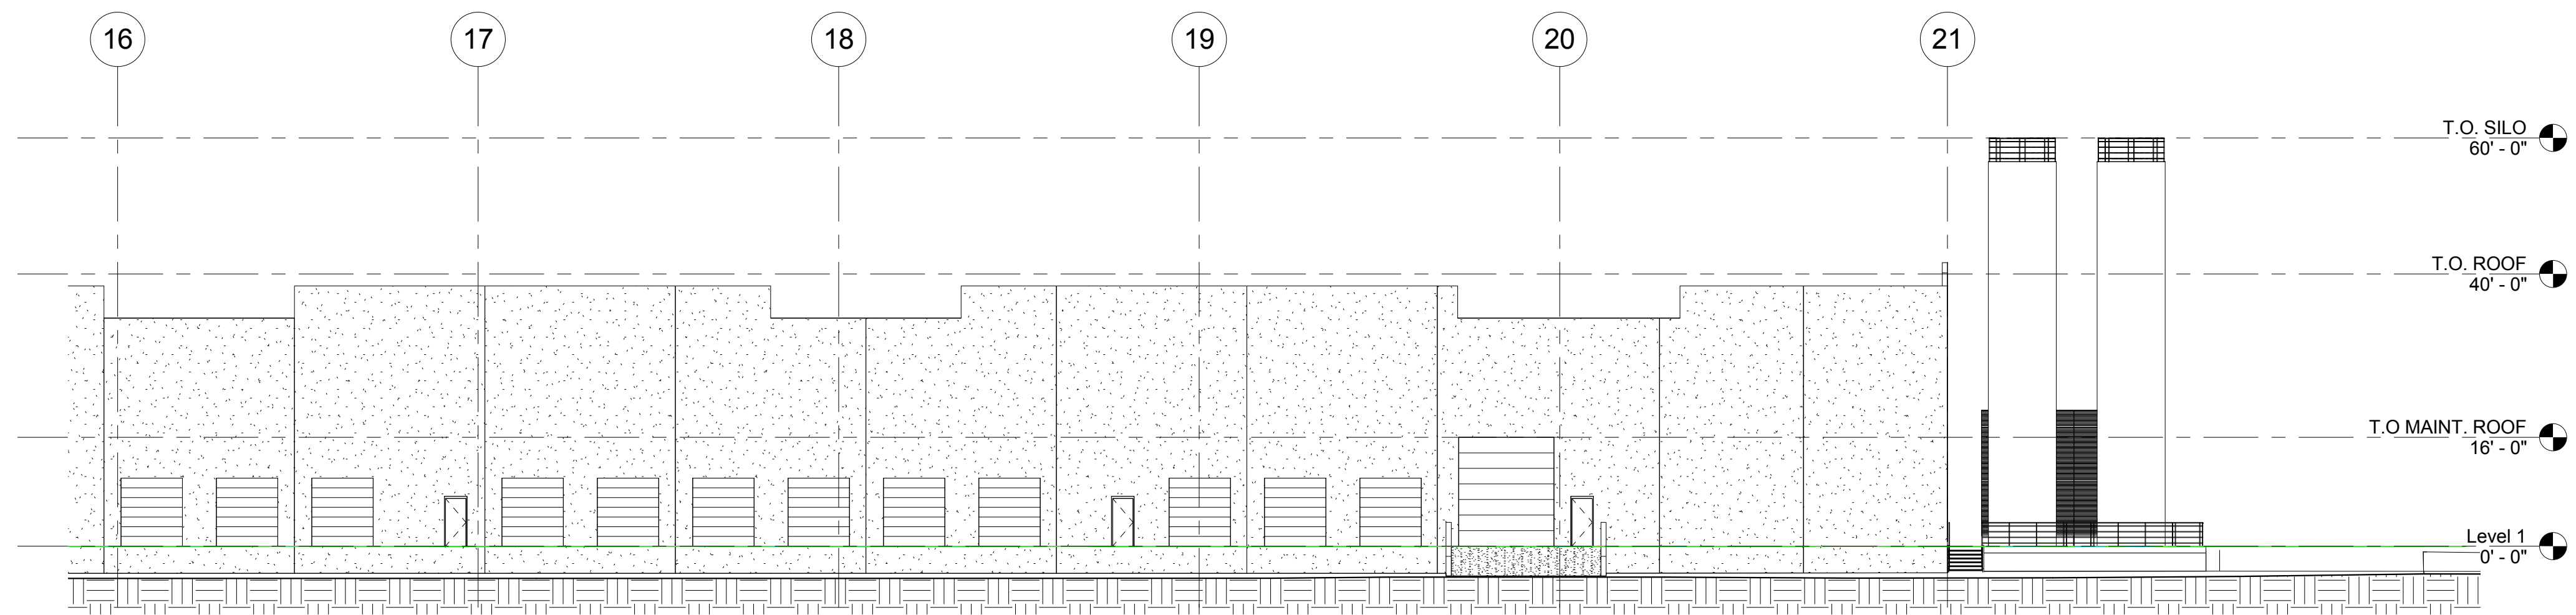 16
17
18
19
20
21
T.O. SILO
60' - 0"
T.O. ROOF
40' - 0"
T.O MAINT. ROOF
16' - 0"
Level 1
0' - 0"